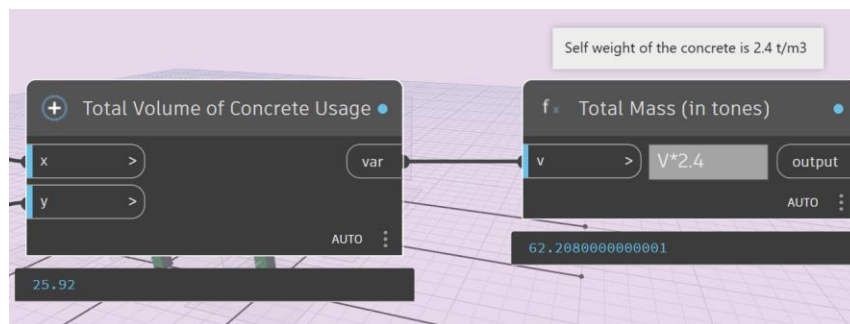 Self weight of the concrete is 2.4 t/m3
Total Volume of Concrete Usage
x >
var
y >
AUTO
25.92
fx Total Mass (in tones)
v > V*2.4 output
AUTO
62.2080000000001